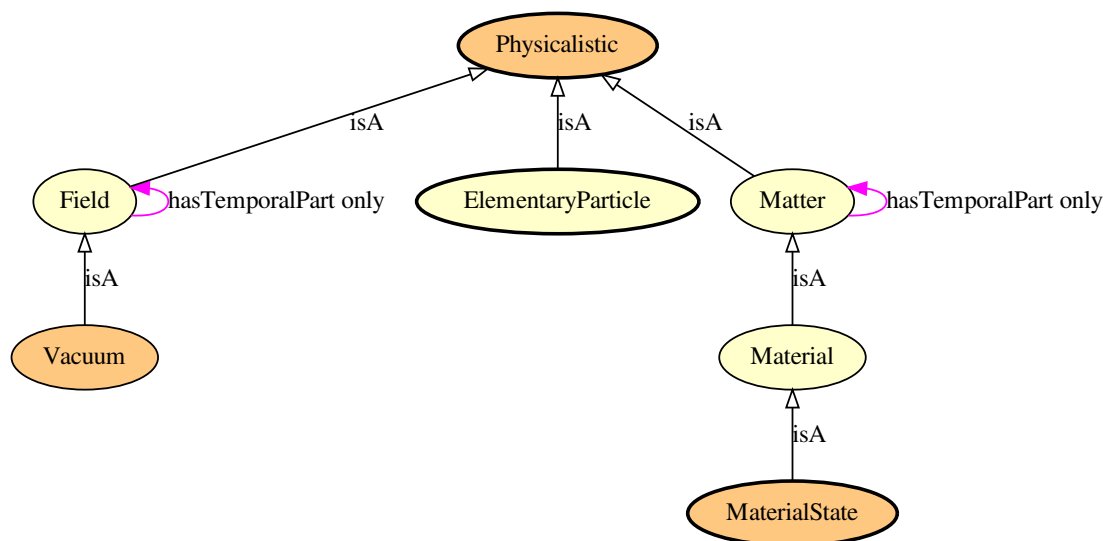 Physicalistic
isA
isA
isA
Field
hasTemporalPart only
ElementaryParticle
Matter
hasTemporalPart only
isA
isA
Vacuum
Material
isA
MaterialState